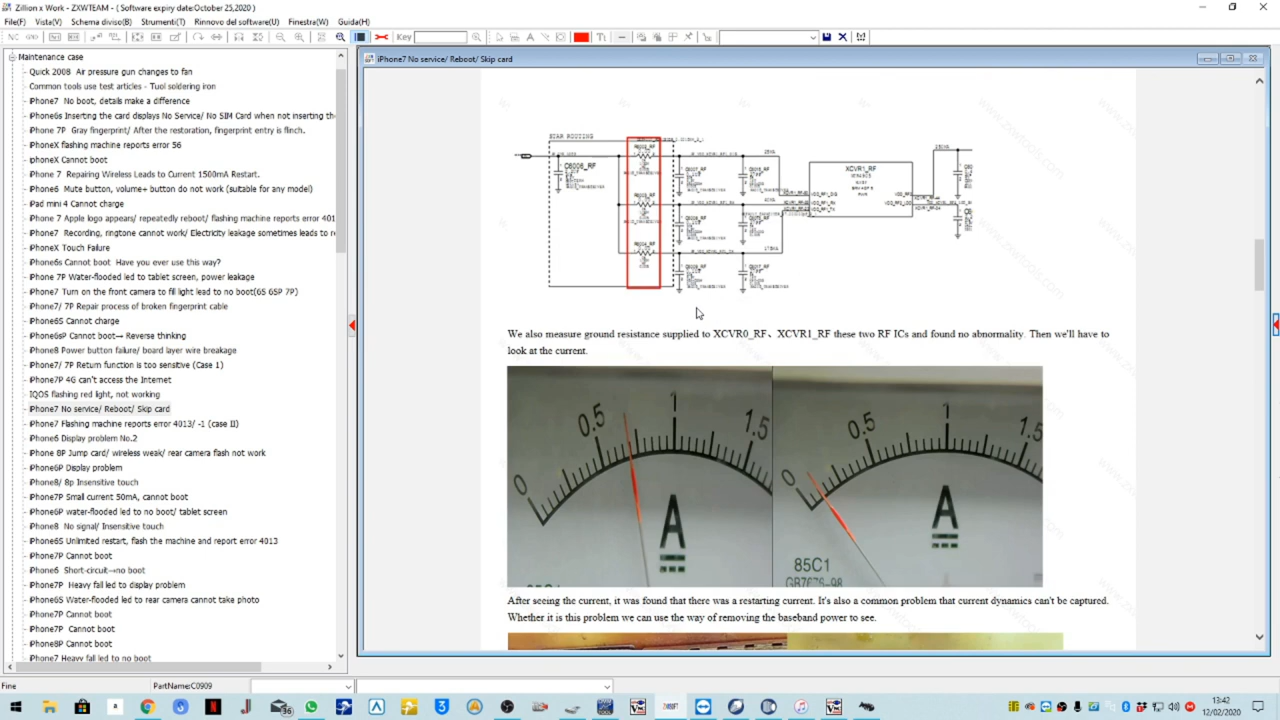 Zillion x Work - ZXWTEAM - ( Software expiry date:October 25,2020 )
File(F) Vista(V) Schema diviso(B) Strumenti(T) Rinnovo del software(U) Finestra(W) Guida(H)
NC GND Key
Maintenance case
Quick 2008 Air pressure gun changes to fan
Common tools use test articles - Tuol soldering iron
iPhone7 No boot, details make a difference
iPhone6s Inserting the card displays No Service/ No SIM Card when not inserting the
iPhone 7P Gray fingerprint/ After the restoration, fingerprint entry is flinch.
iphoneX flashing machine reports error 56
iponeX Cannot boot
iPhone 7 Repairing Wireless Leads to Current 1500mA Restart.
iPhone6 Mute button, volume+ button do not work (suitable for any model)
iPad mini 4 Cannot charge
iPhone 7 Apple logo appears/ repeatedly reboot/ flashing machine reports error 401
iPhone7 Recording, ringtone cannot work/ Electricity leakage sometimes leads to r
iPhoneX Touch Failure
iPhone6s Cannot boot Have you ever use this?
iPhone7 Water-flooded led to tablet screen, power leakage
iPhone6 Turn on the front camera to fill light lead to no boot(6S 6SP 7P)
iPhone7/ 7P Repair process of broken fingerprint cable
iPhone6S Cannot charge
iPhone6sP Cannot boot→ Reverse thinking
iPhone8 Power button failure/ board layer wire breakage
iPhone7/ 7P Return function is too sensitive (Case 1)
iPhone7P 4G can't access the Internet
IQOS flashing red light, not working
iPhone7 No service/ Reboot/ Skip card
iPhone7 Flashing machine reports error 4013/ -1 (case II)
iPhone6 Display problem No.2
iPhone 8P Jump card/ wireless weak/ rear camera flash not work
iPhone6P Display problem
iPhone8/ 8p Insensitive touch
iPhone7P Small current 50mA, cannot boot
iPhone6P water-flooded led to no boot/ tablet screen
iPhone8 No signal/ Insensitive touch
iPhone6S Unlimited restart, flash the machine and report error 4013
iPhone7P Cannot boot
iPhone6 Short-circuit→no boot
iPhone7P Heavy fall led to display problem
iPhone6S Water-flooded led to rear camera cannot take photo
iPhone7P Cannot boot
iPhone7P Cannot boot
iPhone8P Cannot boot
iPhone7 Heavy fall led to no boot
iPhone7 No service/ Reboot/ Skip card
STAR ROUTING
C6006_RF
XCVR1_RF
We also measure ground resistance supplied to XCVR0_RF、XCVR1_RF these two RF ICs and found no abnormality. Then we'll have to
look at the current.
0 0.5 1 1.5
A
0 0.5 1 1.5
A
85C1
GB7676-98
After seeing the current, it was found that there was a restarting current. It's also a common problem that current dynamics can't be captured.
Whether it is this problem we can use the way of removing the baseband power to see.
www.zxwtools.com
Fine PartName:C0909
36
13:42
12/02/2020